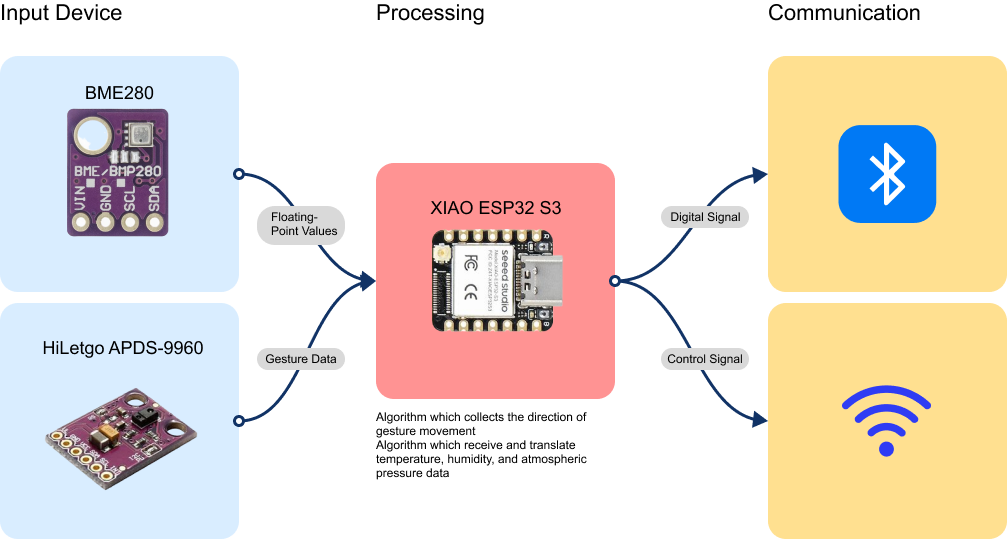 Input Device
Processing
Communication
BME280
BME/BMP280
VIN
GND
SCL
SDA
Floating-
Point Values
HiLetgo APDS-9960
Gesture Data
XIAO ESP32 S3
seeed studio
FC
CE
Algorithm which collects the direction of
gesture movement
Algorithm which receive and translate
temperature, humidity, and atmospheric
pressure data
Digital Signal
Control Signal